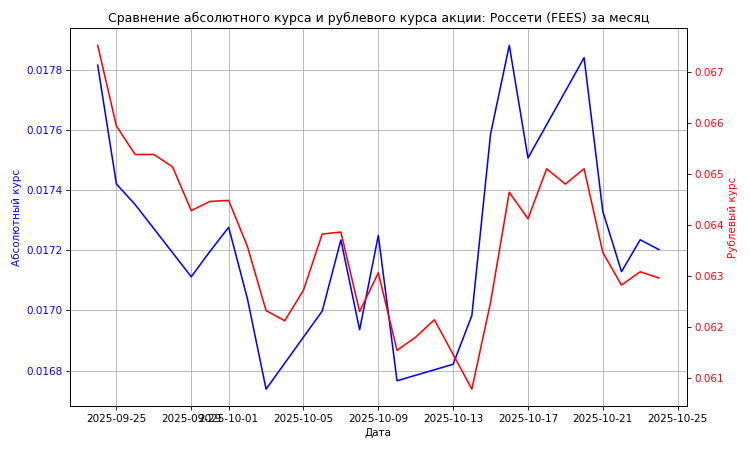 Сравнение абсолютного курса и рублевого курса акции: Россети (FEES) за месяц
0.0178
0.0176
0.0174
0.0172
0.0170
0.0168
Абсолютный курс
0.067
0.066
0.065
0.064
0.063
0.062
0.061
Рублевый курс
2025-09-25 2025-09-29 2025-10-01 2025-10-05 2025-10-09 2025-10-13 2025-10-17 2025-10-21 2025-10-25
Дата